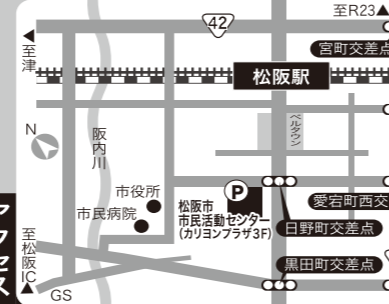 至R23▲
42
宮町交差点
◀至津
松阪駅
N
阪内川
ベルタウン
市役所
市民病院
P
松阪市
市民活動センター
(カリヨンプラザ3F)
愛宕町西交
日野町交差点
黒田町交差点
至松阪IC▲
GS
アクセス